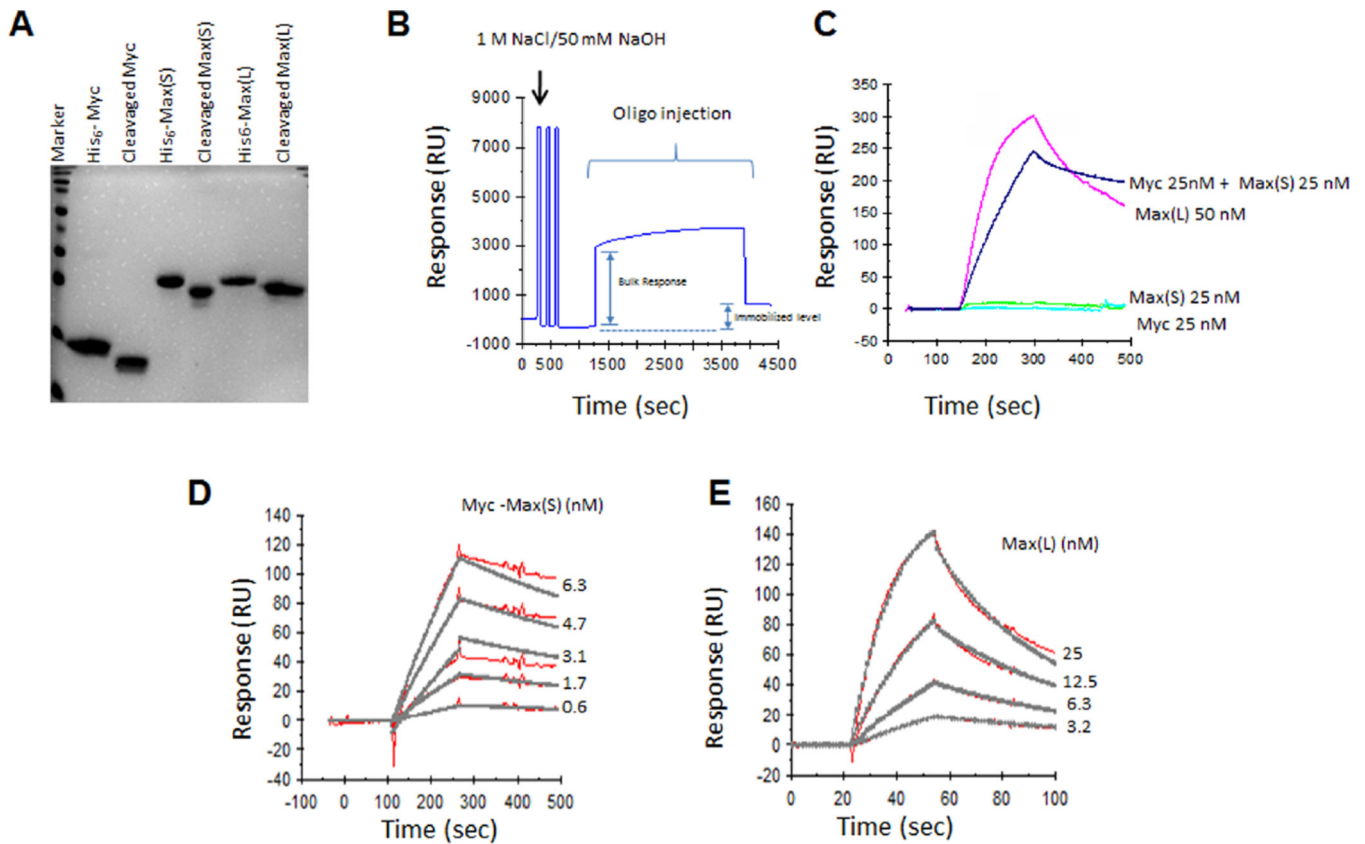 A
Marker
His6- Myc
Cleavaged Myc
His6-Max(S)
Cleavaged Max(S)
His6-Max(L)
Cleavaged Max(L)
B
1 M NaCl/50 mM NaOH
Oligo injection
Bulk Response
Immobilized level
Response (RU)
9000
7000
5000
3000
1000
-1000
0 500 1500 2500 3500 4500
Time (sec)
C
Response (RU)
350
300
250
200
150
100
50
0
-50
0 100 200 300 400 500
Time (sec)
Myc 25nM + Max(S) 25 nM
Max(L) 50 nM
Max(S) 25 nM
Myc 25 nM
D
Myc -Max(S) (nM)
Response (RU)
140
120
100
80
60
40
20
0
-20
-40
-100 0 100 200 300 400 500
Time (sec)
6.3
4.7
3.1
1.7
0.6
E
Max(L) (nM)
Response (RU)
160
140
120
100
80
60
40
20
0
-20
0 20 40 60 80 100
Time (sec)
25
12.5
6.3
3.2